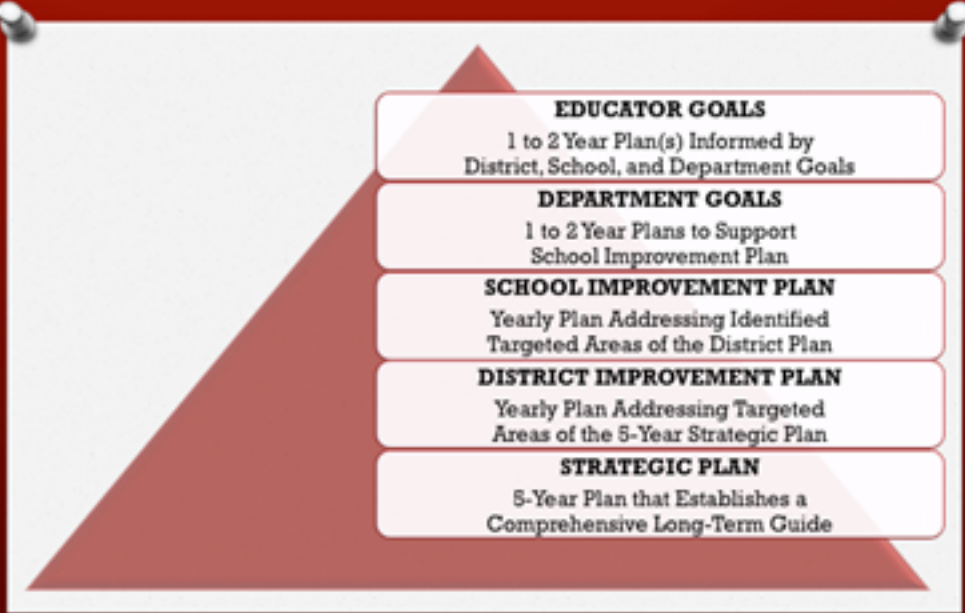 EDUCATOR GOALS
1 to 2 Year Plan(s) Informed by
District, School, and Department Goals
DEPARTMENT GOALS
1 to 2 Year Plans to Support
School Improvement Plan
SCHOOL IMPROVEMENT PLAN
Yearly Plan Addressing Identified
Targeted Areas of the District Plan
DISTRICT IMPROVEMENT PLAN
Yearly Plan Addressing Targeted
Areas of the 5-Year Strategic Plan
STRATEGIC PLAN
5-Year Plan that Establishes a
Comprehensive Long-Term Guide